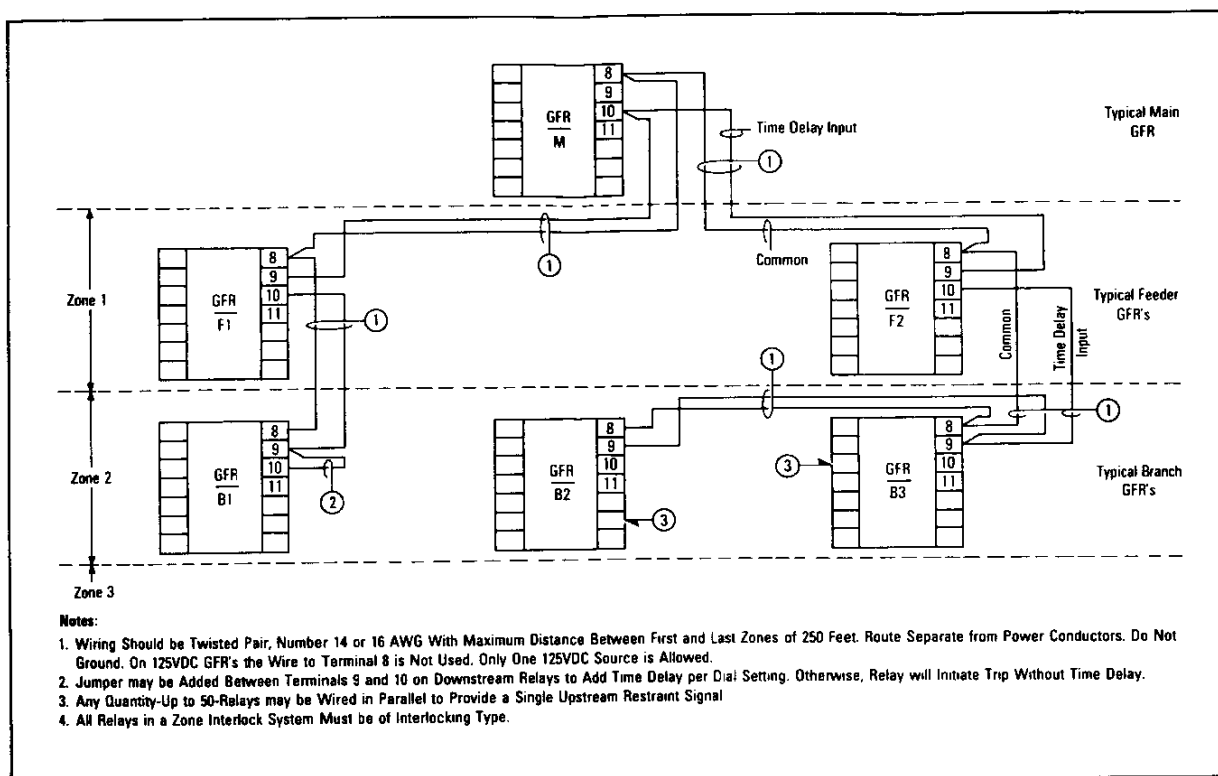 GFR
M
8
9
10
11
Time Delay Input
1
Typical Main
GFR
Zone 1
GFR
F1
8
9
10
11
1
1
Common
GFR
F2
8
9
10
11
Common
Time Delay
Input
Typical Feeder
GFR's
Zone 2
GFR
B1
8
9
10
11
2
GFR
B2
8
9
10
11
3
1
3
GFR
B3
8
9
10
11
1
Typical Branch
GFR's
Zone 3
Notes:
1. Wiring Should be Twisted Pair, Number 14 or 16 AWG With Maximum Distance Between First and Last Zones of 250 Feet. Route Separate from Power Conductors. Do Not
Ground. On 125VDC GFR's the Wire to Terminal 8 is Not Used. Only One 125VDC Source is Allowed.
2. Jumper may be Added Between Terminals 9 and 10 on Downstream Relays to Add Time Delay per Dial Setting. Otherwise, Relay will Initiate Trip Without Time Delay.
3. Any Quantity-Up to 50-Relays may be Wired in Parallel to Provide a Single Upstream Restraint Signal
4. All Relays in a Zone Interlock System Must be of Interlocking Type.